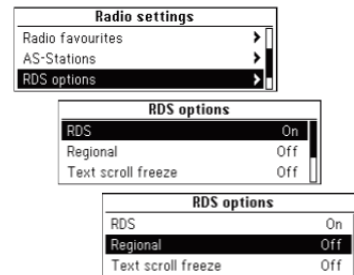 Radio settings
Radio favourites
AS-Stations
RDS options
RDS options
RDS On
Regional Off
Text scroll freeze Off
RDS options
RDS On
Regional Off
Text scroll freeze Off